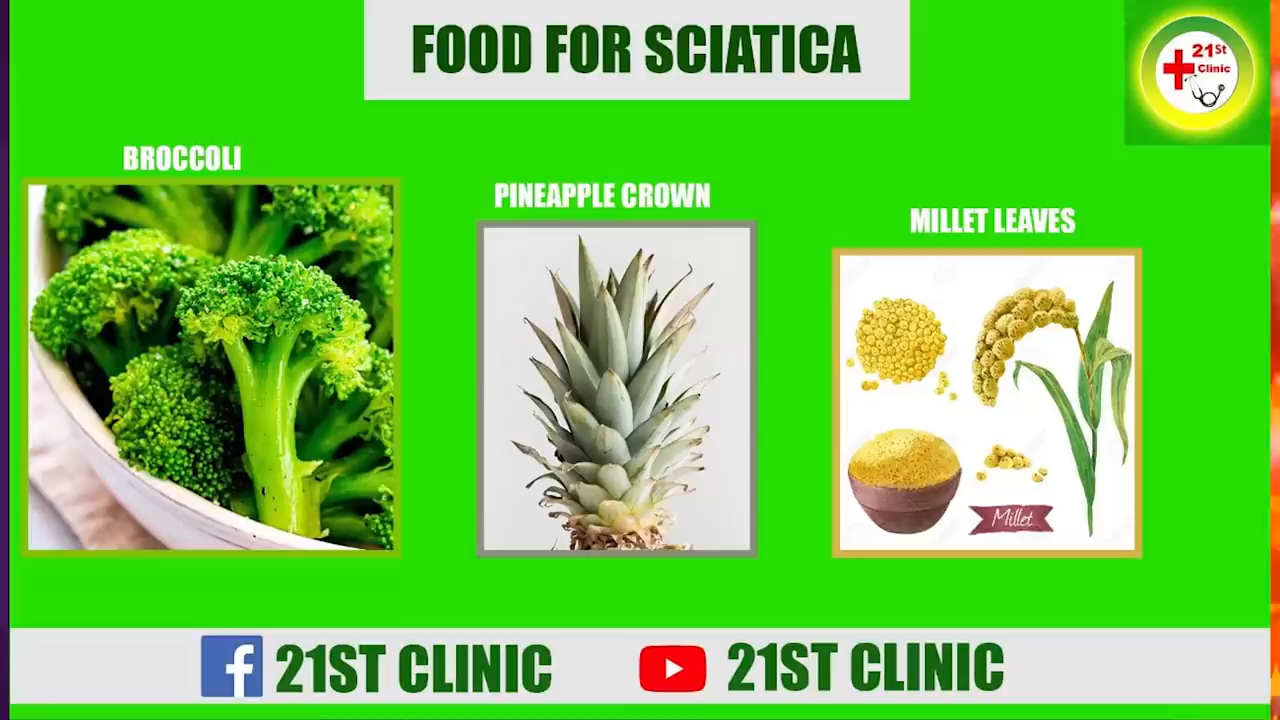 FOOD FOR SCIATICA
21St
Clinic
BROCCOLI
PINEAPPLE CROWN
MILLET LEAVES
Millet
21ST CLINIC
21ST CLINIC